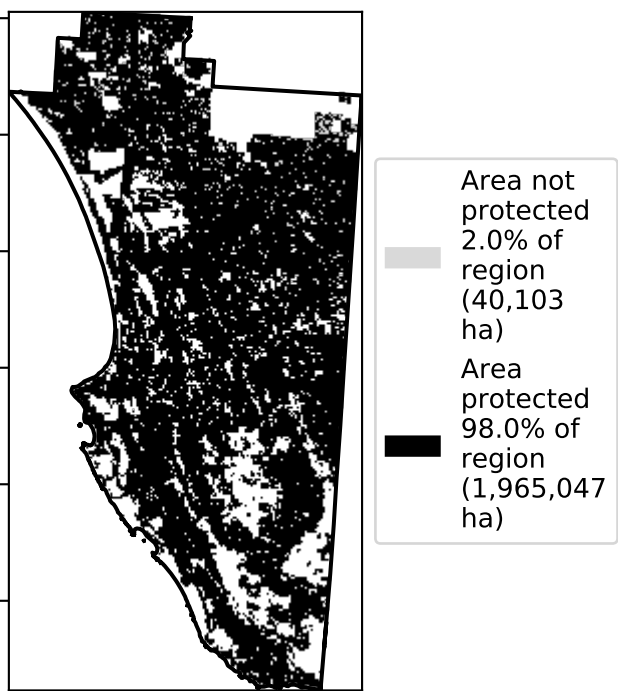 Area not
protected
2.0% of
region
(40,103
ha)
Area
protected
98.0% of
region
(1,965,047
ha)